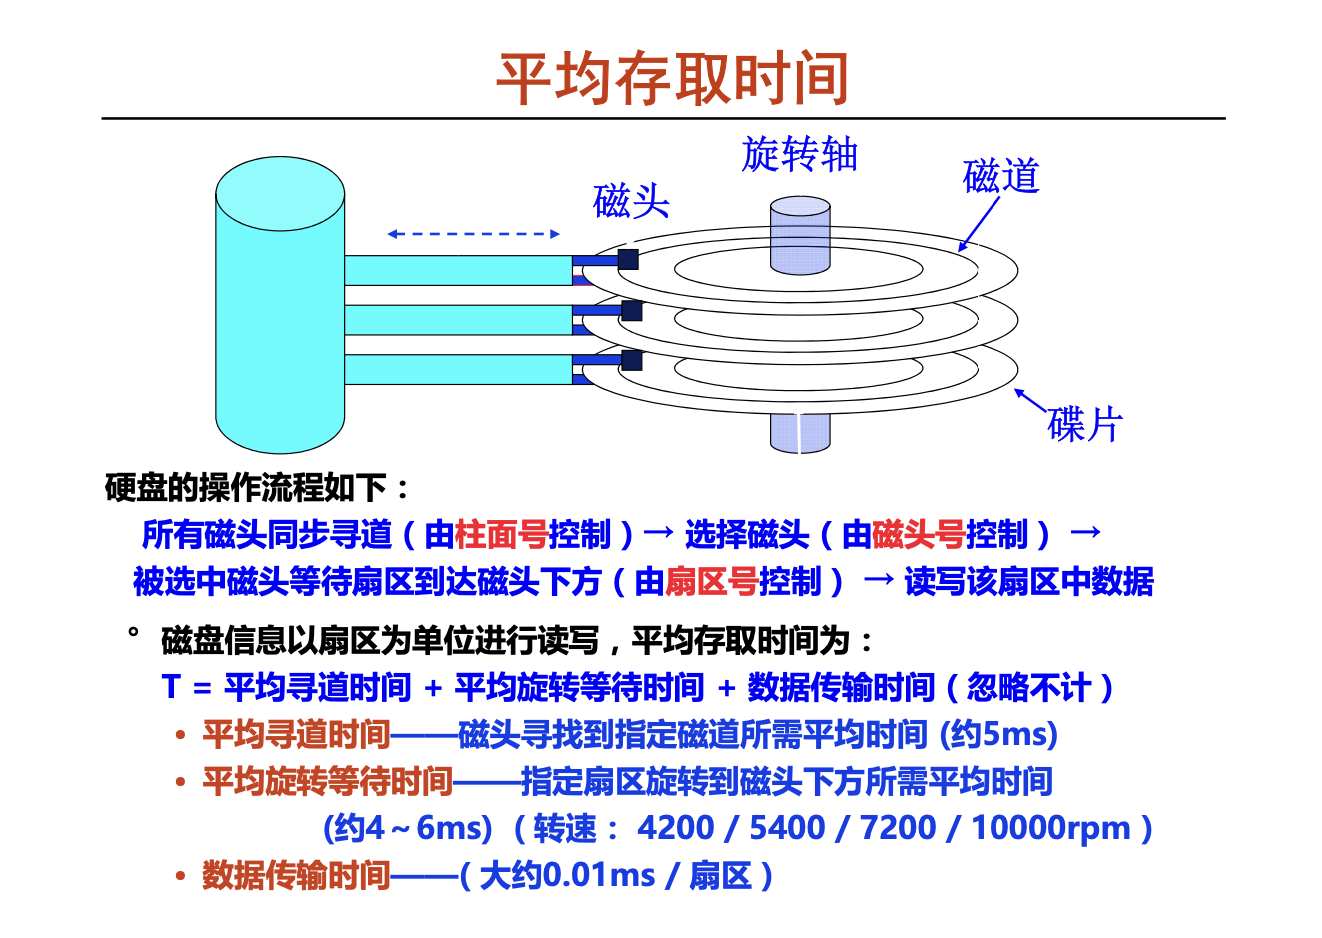 平均存取时间
旋转轴
磁道
磁头
碟片
硬盘的操作流程如下：
所有磁头同步寻道（由柱面号控制）→ 选择磁头（由磁头号控制） →
被选中磁头等待扇区到达磁头下方（由扇区号控制） → 读写该扇区中数据
° 磁盘信息以扇区为单位进行读写，平均存取时间为：
T = 平均寻道时间 + 平均旋转等待时间 + 数据传输时间（忽略不计）
• 平均寻道时间——磁头寻找到指定磁道所需平均时间 (约5ms)
• 平均旋转等待时间——指定扇区旋转到磁头下方所需平均时间
(约4～6ms) （转速： 4200 / 5400 / 7200 / 10000rpm）
• 数据传输时间——（大约0.01ms / 扇区）